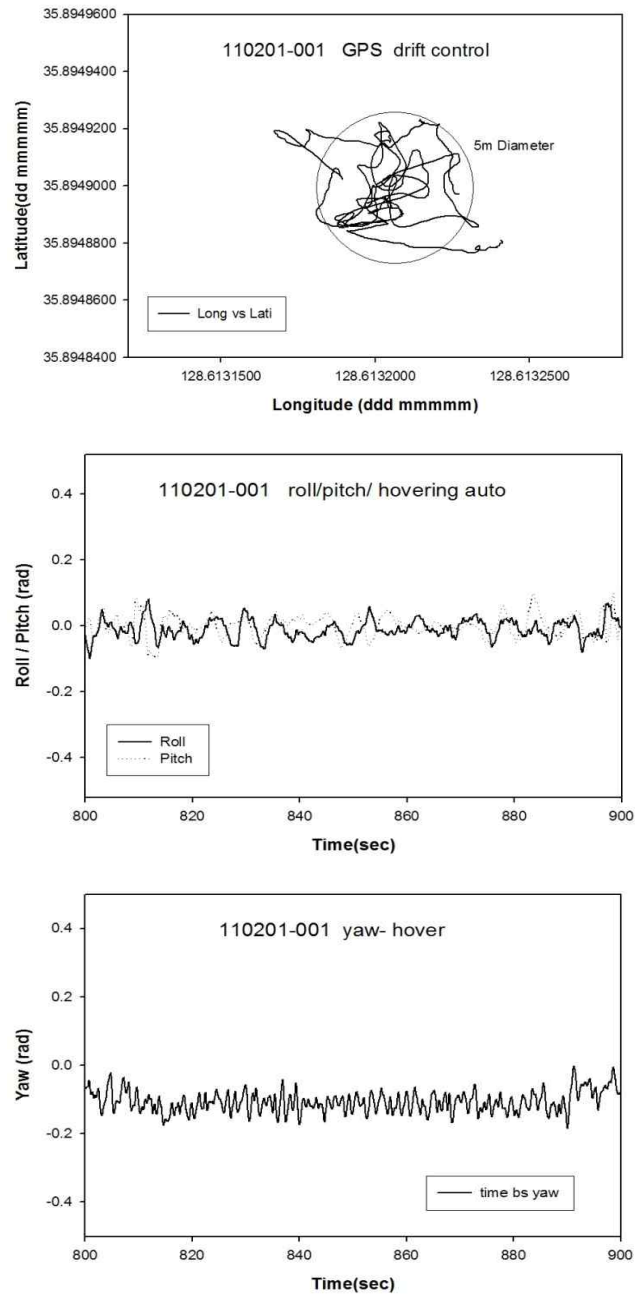 35.8949600
35.8949400
35.8949200
35.8949000
35.8948800
35.8948600
35.8948400
Latitude(dd mmmmm)
110201-001 GPS drift control
5m Diameter
Long vs Lati
128.6131500 128.6132000 128.6132500
Longitude (ddd mmmmm)
110201-001 roll/pitch/ hovering auto
0.4
0.2
0.0
-0.2
-0.4
Roll / Pitch (rad)
Roll
Pitch
800 820 840 860 880 900
Time(sec)
110201-001 yaw- hover
0.4
0.2
0.0
-0.2
-0.4
Yaw (rad)
time bs yaw
800 820 840 860 880 900
Time(sec)